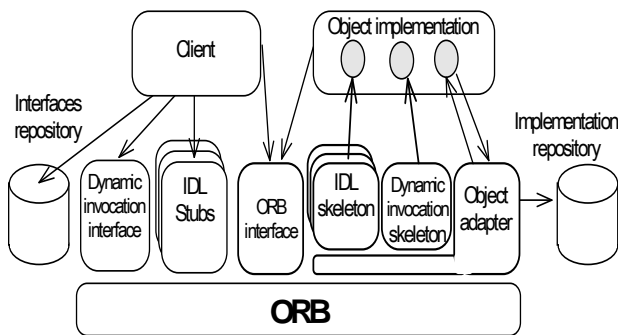 Client
Object implementation
Interfaces
repository
Implementation
repository
Dynamic
invocation
interface
IDL
Stubs
ORB
interface
IDL
skeleton
Dynamic
invocation
skeleton
Object
adapter
ORB